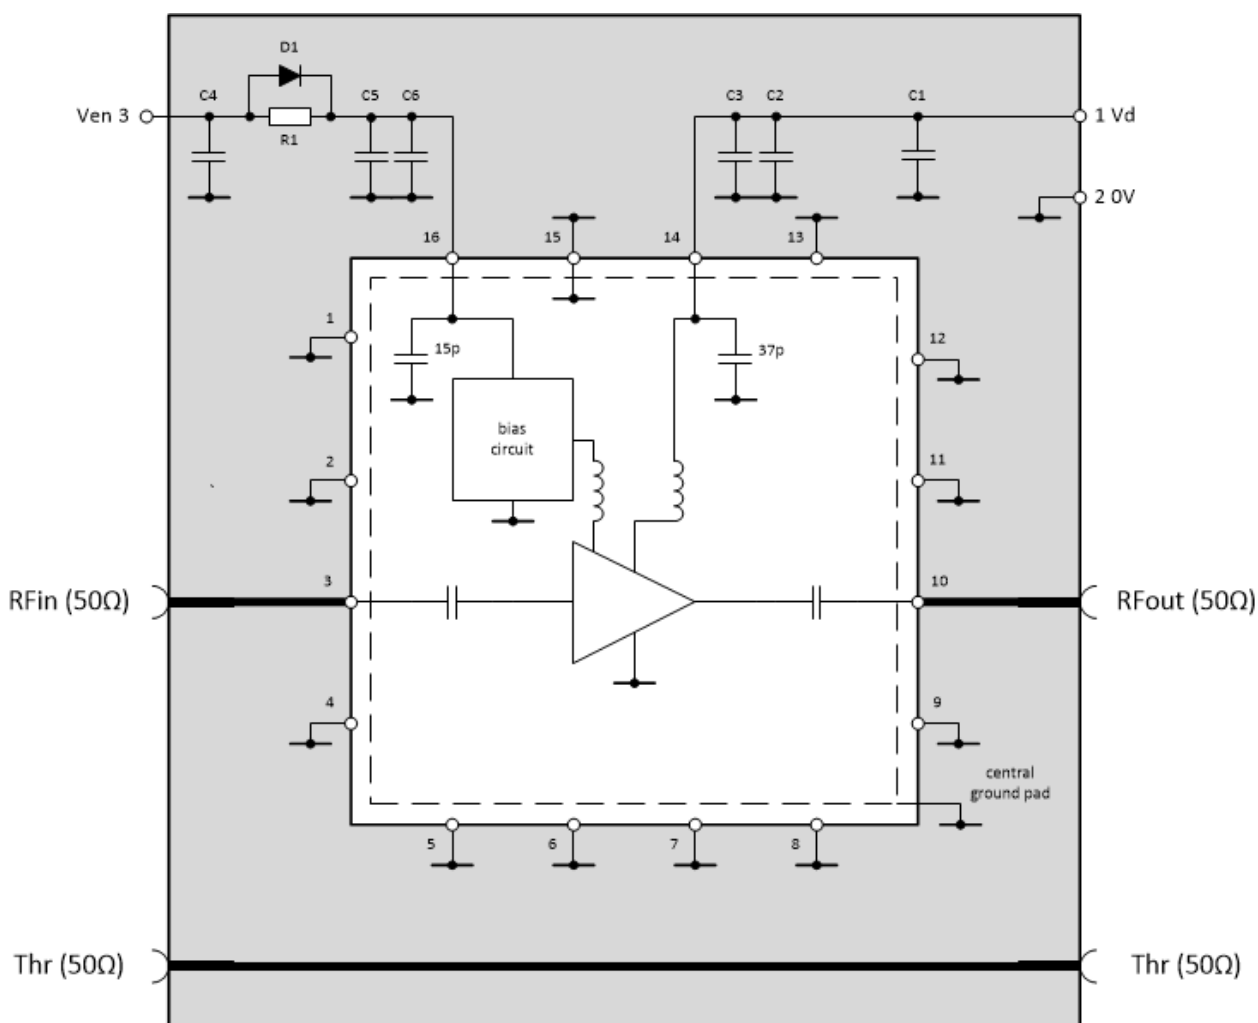 D1
C4
C5
C6
C3
C2
C1
Ven 3
1 Vd
R1
2 0V
16
15
14
13
1
15p
37p
12
bias
circuit
2
11
3
10
RFin (50Ω)
RFout (50Ω)
4
9
central
ground pad
5
6
7
8
Thr (50Ω)
Thr (50Ω)